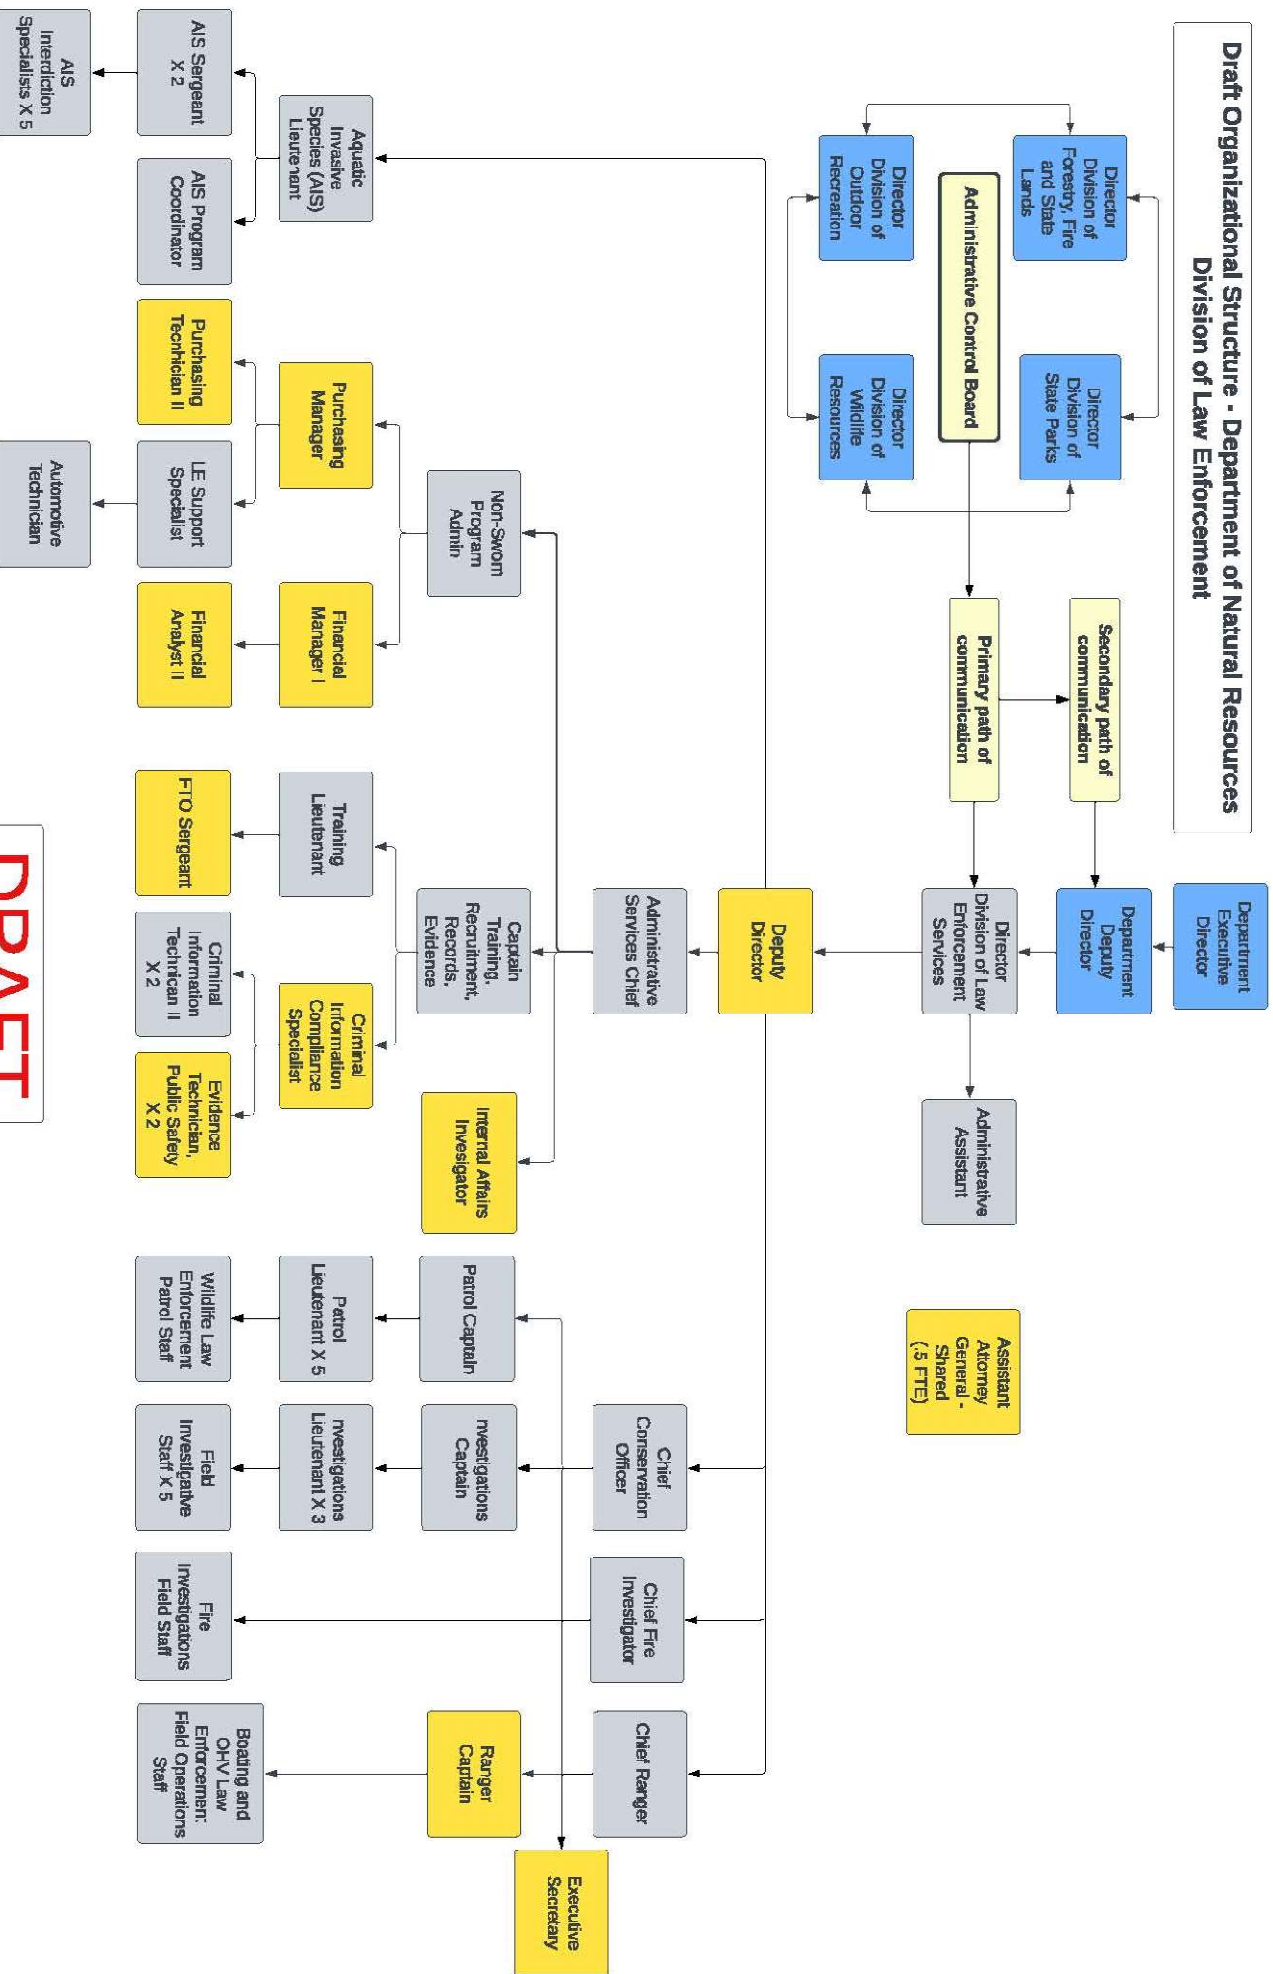 Draft Organizational Structure - Department of Natural Resources
Division of Law Enforcement
Department
Executive
Director
Director
Division of
Forestry, Fire
and State
Lands
Director
Division of
State Parks
Secondary path of
communication
Department
Deputy
Director
Administrative Control Board
Primary path of
communication
Director
Division of Law
Enforcement
Services
Administrative
Assistant
Assistant
Attorney
General -
Shared
(.5 FTE)
Director
Division of
Outdoor
Recreation
Director
Division of
Wildlife
Resources
Deputy
Director
Administrative
Services Chief
Chief
Conservation
Officer
Chief Fire
Investigator
Chief Ranger
Executive
Secretary
Non-Sworn
Program
Admin
Captain
Training,
Recruitment,
Records,
Evidence
Internal Affairs
Invesigator
Patrol Captain
nvestigations
Captain
Ranger
Captain
Aquatic
Invasive
Species (AIS)
Lieutenant
Purchasing
Manager
Financial
Manager I
Training
Lieutenant
Criminal
Information
Compliance
Specialist
Patrol
Lieutenant X 5
nvestigations
Lieutenant X 3
AIS Sergeant
X 2
AIS Program
Coordinator
Purchasing
Technician II
LE Support
Specialist
Financial
Analyst II
FTO Sergeant
Criminal
Information
Technican II
X 2
Evidence
Technician,
Public Safety
X 2
Wildlife Law
Enforcement
Patrol Staff
Field
Investigative
Staff X 5
Fire
Investigations
Field Staff
Boating and
OHV Law
Enforcement
Field Operations
Staff
AIS
Interdiction
Specialists X 5
Automotive
Technician
DRAFT